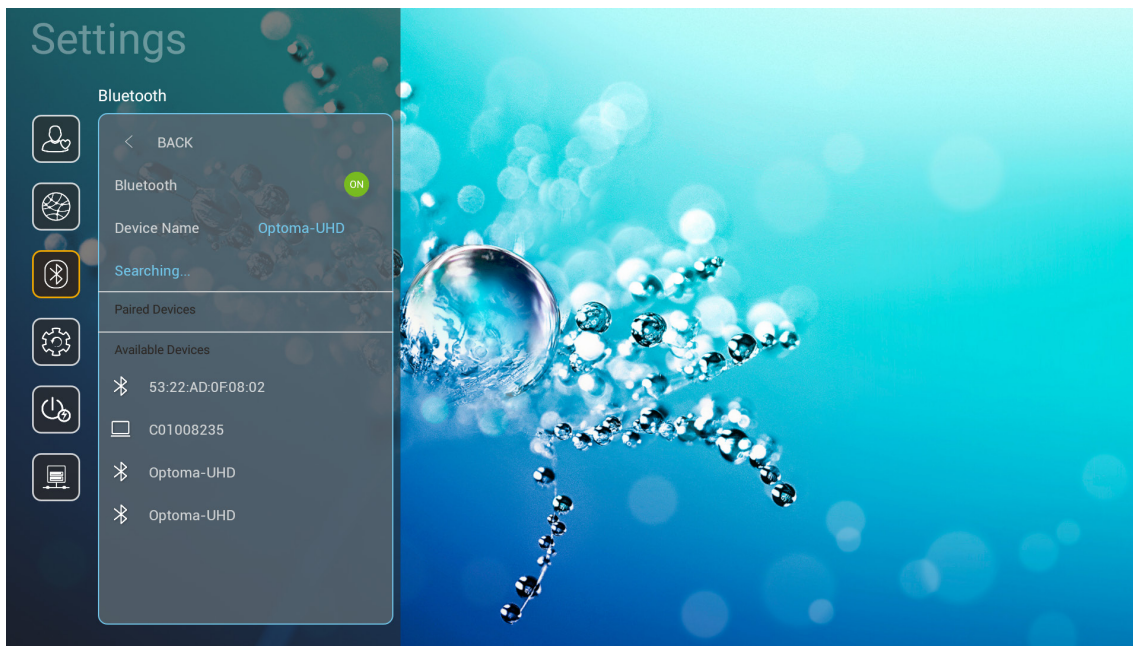 Settings
Bluetooth
BACK
Bluetooth ON
Device Name Optoma-UHD
Searching...
Paired Devices
Available Devices
53:22:AD:0F:08:02
C01008235
Optoma-UHD
Optoma-UHD